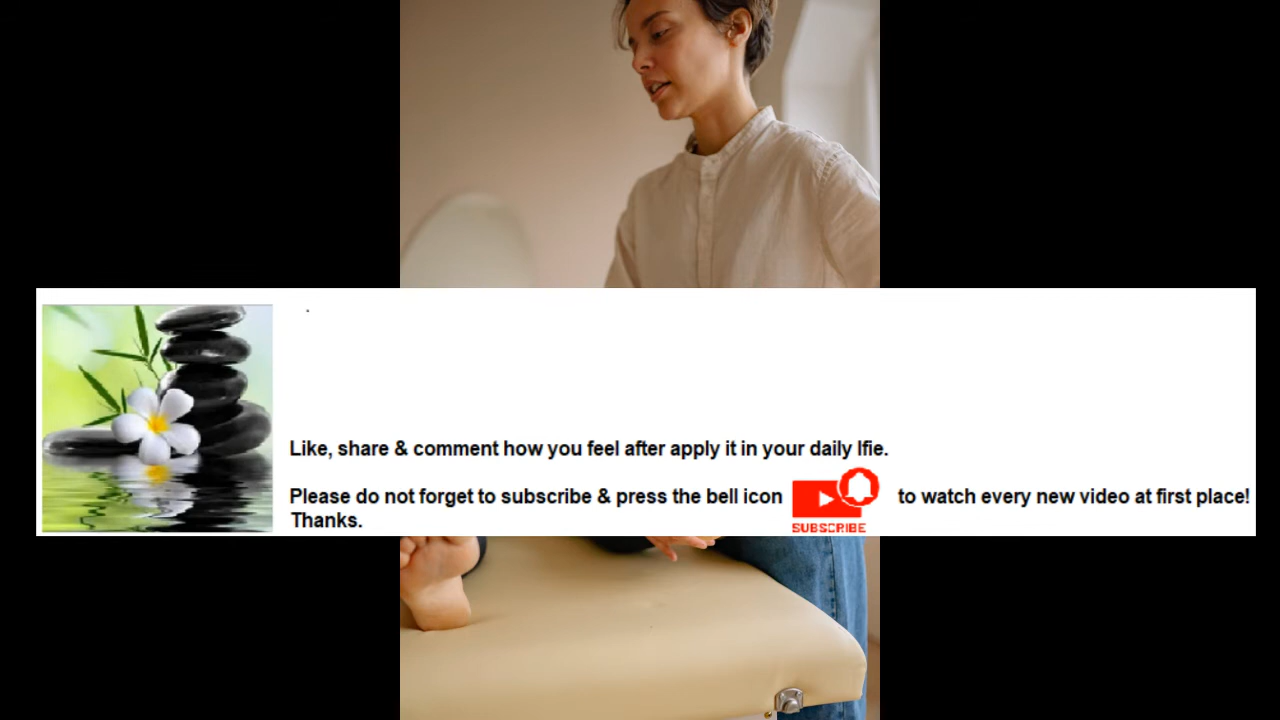 Like, share & comment how you feel after apply it in your daily lfie.
Please do not forget to subscribe & press the bell icon to watch every new video at first place!
SUBSCRIBE
Thanks.